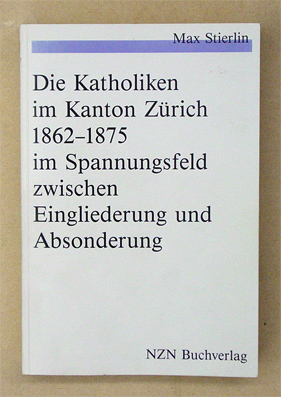 Max Stierlin
Die Katholiken
im Kanton Zürich
1862–1875
im Spannungsfeld
zwischen
Eingliederung und
Absonderung
NZN Buchverlag